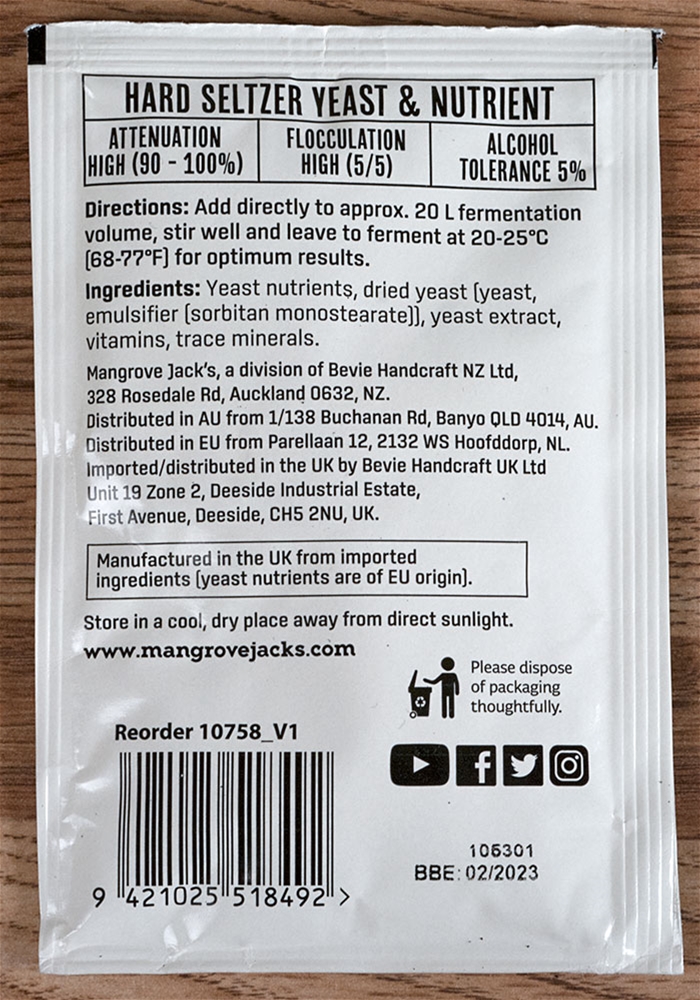 HARD SELTZER YEAST & NUTRIENT
ATTENUATION
HIGH (90 - 100%)
FLOCCULATION
HIGH (5/5)
ALCOHOL
TOLERANCE 5%
Directions: Add directly to approx. 20 L fermentation
volume, stir well and leave to ferment at 20-25°C
(68-77°F) for optimum results.
Ingredients: Yeast nutrients, dried yeast (yeast,
emulsifier (sorbitan monostearate)), yeast extract,
vitamins, trace minerals.
Mangrove Jack's, a division of Bevie Handcraft NZ Ltd,
328 Rosedale Rd, Auckland 0632, NZ.
Distributed in AU from 1/138 Buchanan Rd, Banyo QLD 4014, AU.
Distributed in EU from Parellaan 12, 2132 WS Hoofddorp, NL.
Imported/distributed in the UK by Bevie Handcraft UK Ltd
Unit 19 Zone 2, Deeside Industrial Estate,
First Avenue, Deeside, CH5 2NU, UK.
Manufactured in the UK from imported
ingredients (yeast nutrients are of EU origin).
Store in a cool, dry place away from direct sunlight.
www.mangrovejacks.com
Please dispose
of packaging
thoughtfully.
Reorder 10758_V1
9 421025 518492 >
105301
BBE: 02/2023